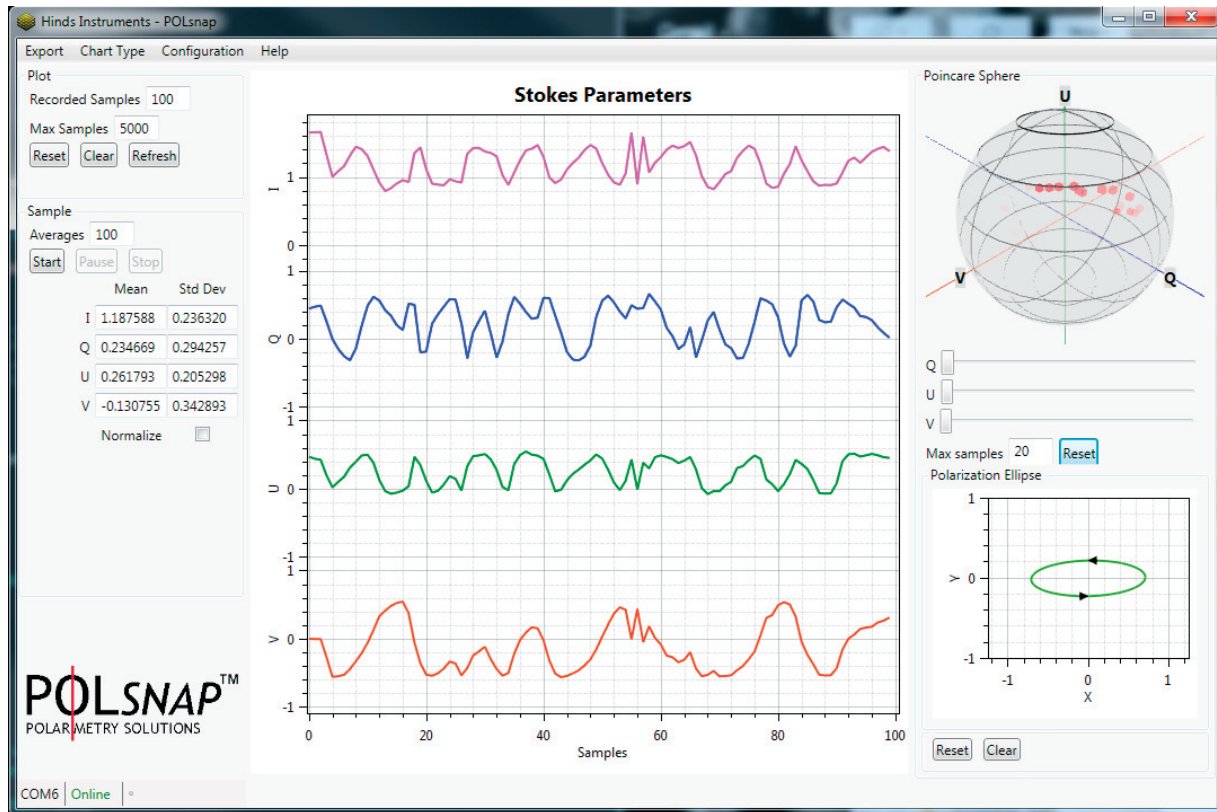 Hinds Instruments - POLsnap
Export Chart Type Configuration Help
Plot
Recorded Samples 100
Max Samples 5000
Reset Clear Refresh
Sample
Averages 100
Start Pause Stop
Mean Std Dev
I 1.187588 0.236320
Q 0.234669 0.294257
U 0.261793 0.205298
V -0.130755 0.342893
Normalize
POLSNAP™
POLARIMETRY SOLUTIONS
COM6 Online
Stokes Parameters
I
1
0
Q
1
0
-1
U
1
0
-1
V
1
0
-1
0 20 40 60 80 100
Samples
Poincare Sphere
U
V
Q
Q
U
V
Max samples 20 Reset
Polarization Ellipse
1
Y 0
-1
-1 0 1
X
Reset Clear